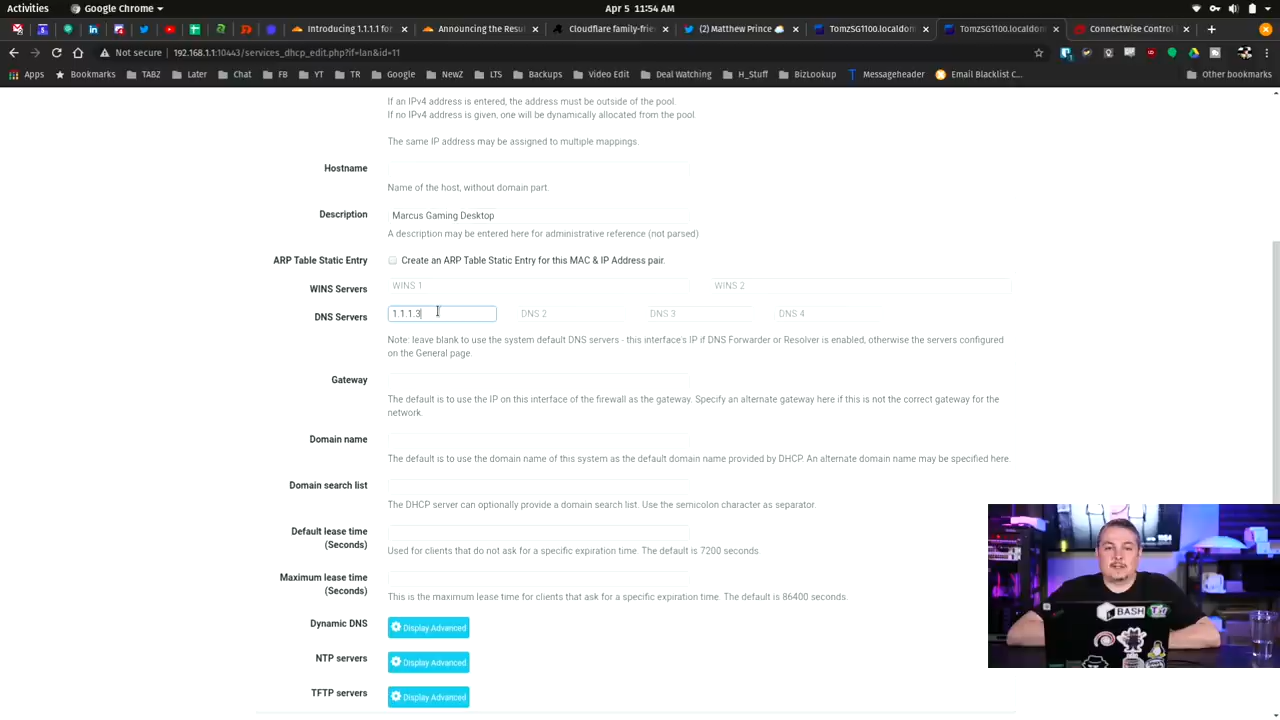 Activities
Google Chrome
Apr 5 11:54 AM
Introducing 1.1.1.1 for
Announcing the Resu
Cloudflare family-frie
(2) Matthew Prince
TomzSG1100.localdom
TomzSG1100.localdom
ConnectWise Control
Not secure
192.168.1.1:10443/services_dhcp_edit.php?if=lan&id=11
Apps
Bookmarks
TABZ
Later
Chat
FB
YT
TR
Google
NewZ
LTS
Backups
Video Edit
Deal Watching
H_Stuff
BizLookup
Messageheader
Email Blacklist C...
Other bookmarks
If an IPv4 address is entered, the address must be outside of the pool.
If no IPv4 address is given, one will be dynamically allocated from the pool.
The same IP address may be assigned to multiple mappings.
Hostname
Name of the host, without domain part.
Description
Marcus Gaming Desktop
A description may be entered here for administrative reference (not parsed)
ARP Table Static Entry
Create an ARP Table Static Entry for this MAC & IP Address pair.
WINS Servers
WINS 1
WINS 2
DNS Servers
1.1.1.3
DNS 2
DNS 3
DNS 4
Note: leave blank to use the system default DNS servers - this interface's IP if DNS Forwarder or Resolver is enabled, otherwise the servers configured
on the General page.
Gateway
The default is to use the IP on this interface of the firewall as the gateway. Specify an alternate gateway here if this is not the correct gateway for the
network.
Domain name
The default is to use the domain name of this system as the default domain name provided by DHCP. An alternate domain name may be specified here.
Domain search list
The DHCP server can optionally provide a domain search list. Use the semicolon character as separator.
Default lease time
(Seconds)
Used for clients that do not ask for a specific expiration time. The default is 7200 seconds.
Maximum lease time
(Seconds)
This is the maximum lease time for clients that ask for a specific expiration time. The default is 86400 seconds.
Dynamic DNS
Display Advanced
NTP servers
Display Advanced
TFTP servers
Display Advanced
BASH